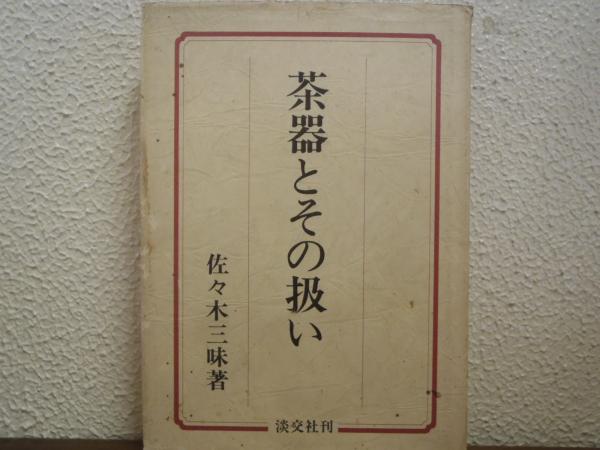 茶器とその扱い
佐々木三味著
淡交社刊